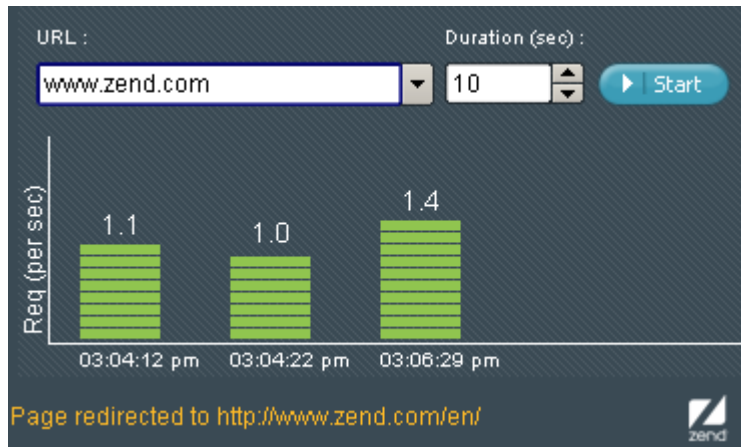 URL : Duration (sec) :
www.zend.com 10 Start
1.4
1.1 1.0
Req (per sec)
03:04:12 pm 03:04:22 pm 03:06:29 pm
Page redirected to http://www.zend.com/en/
zend